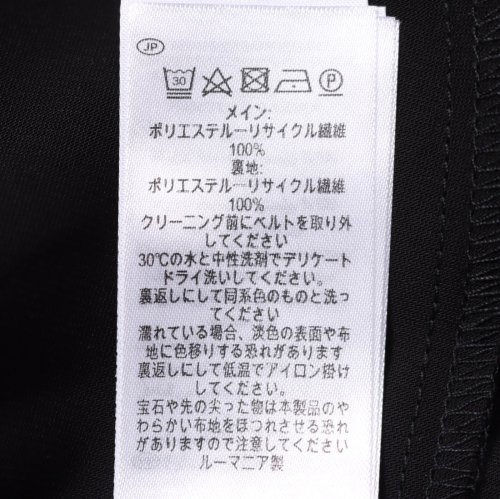 JP
30 P
メイン:
ポリエステルーリサイクル繊維
100%
裏地:
ポリエステルーリサイクル繊維
100%
クリーニング前にベルトを取り外
してください
30℃の水と中性洗剤でデリケート
ドライ洗いしてください。
裏返しにして同系色のものと洗っ
てください
濡れている場合、淡色の表面や布
地に色移りする恐れがあります
裏返しにして低温でアイロン掛け
してください
宝石や先の尖った物は本製品のや
わらかい布地をほつれさせる恐れ
がありますので注意してください
ルーマニア製